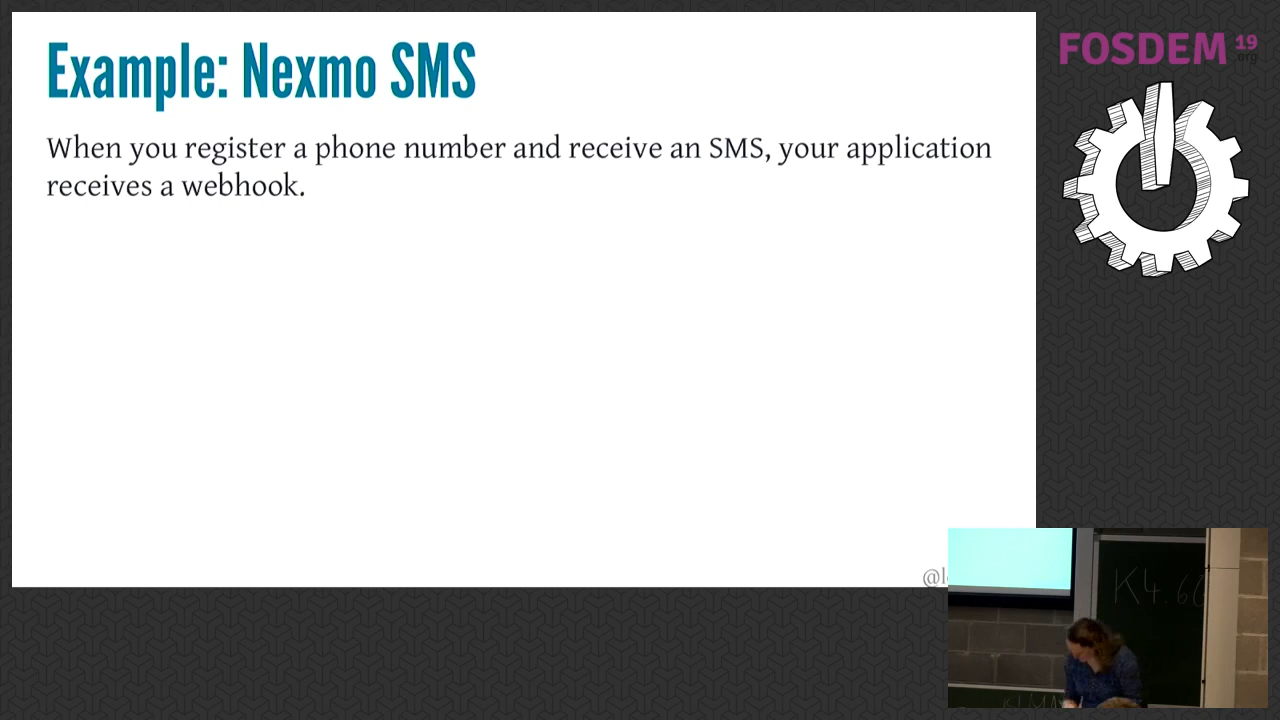 Example: Nexmo SMS
When you register a phone number and receive an SMS, your application
receives a webhook.
FOSDEM 19
.org
K4.60